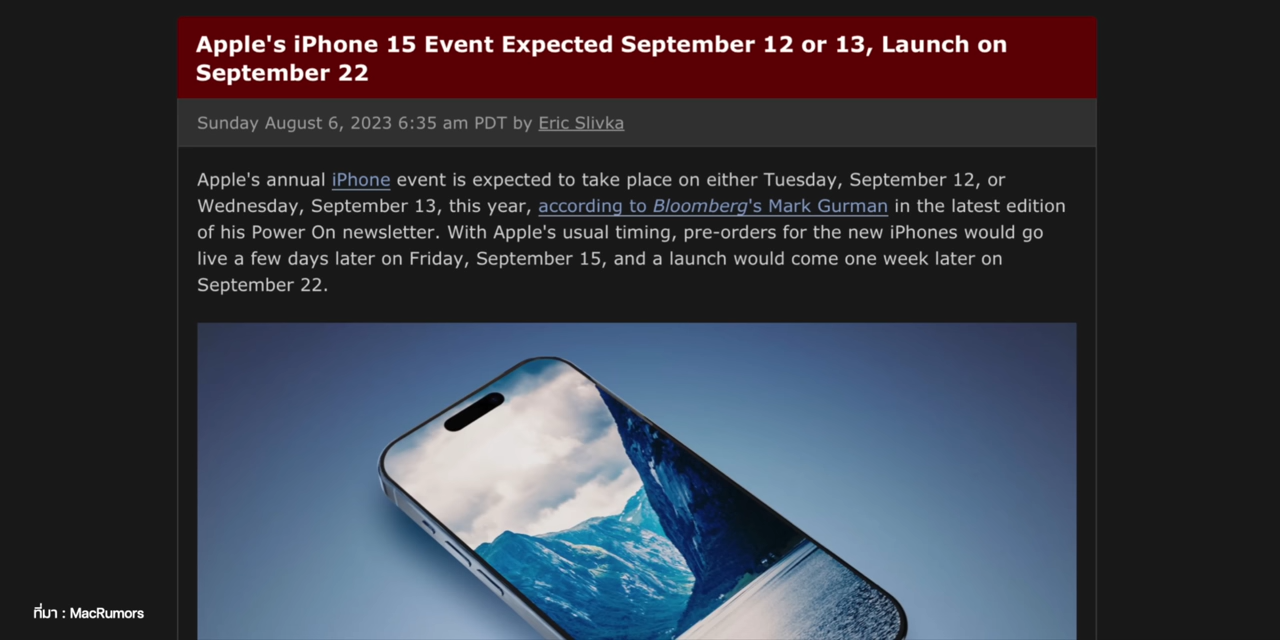 Apple's iPhone 15 Event Expected September 12 or 13, Launch on
September 22
Sunday August 6, 2023 6:35 am PDT by Eric Slivka
Apple's annual iPhone event is expected to take place on either Tuesday, September 12, or
Wednesday, September 13, this year, according to Bloomberg's Mark Gurman in the latest edition
of his Power On newsletter. With Apple's usual timing, pre-orders for the new iPhones would go
live a few days later on Friday, September 15, and a launch would come one week later on
September 22.
ที่มา : MacRumors